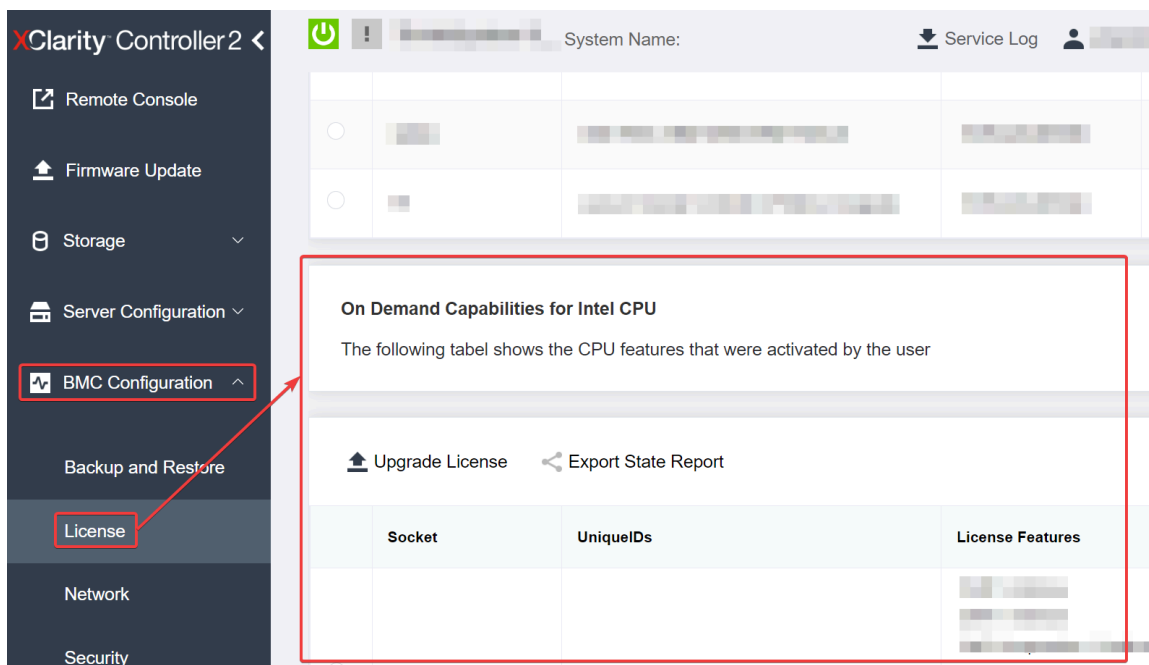 XClarity Controller 2
System Name:
Service Log
Remote Console
Firmware Update
Storage
Server Configuration
BMC Configuration
Backup and Restore
License
Network
Security
On Demand Capabilities for Intel CPU
The following tabel shows the CPU features that were activated by the user
Upgrade License
Export State Report
Socket
UniqueIDs
License Features